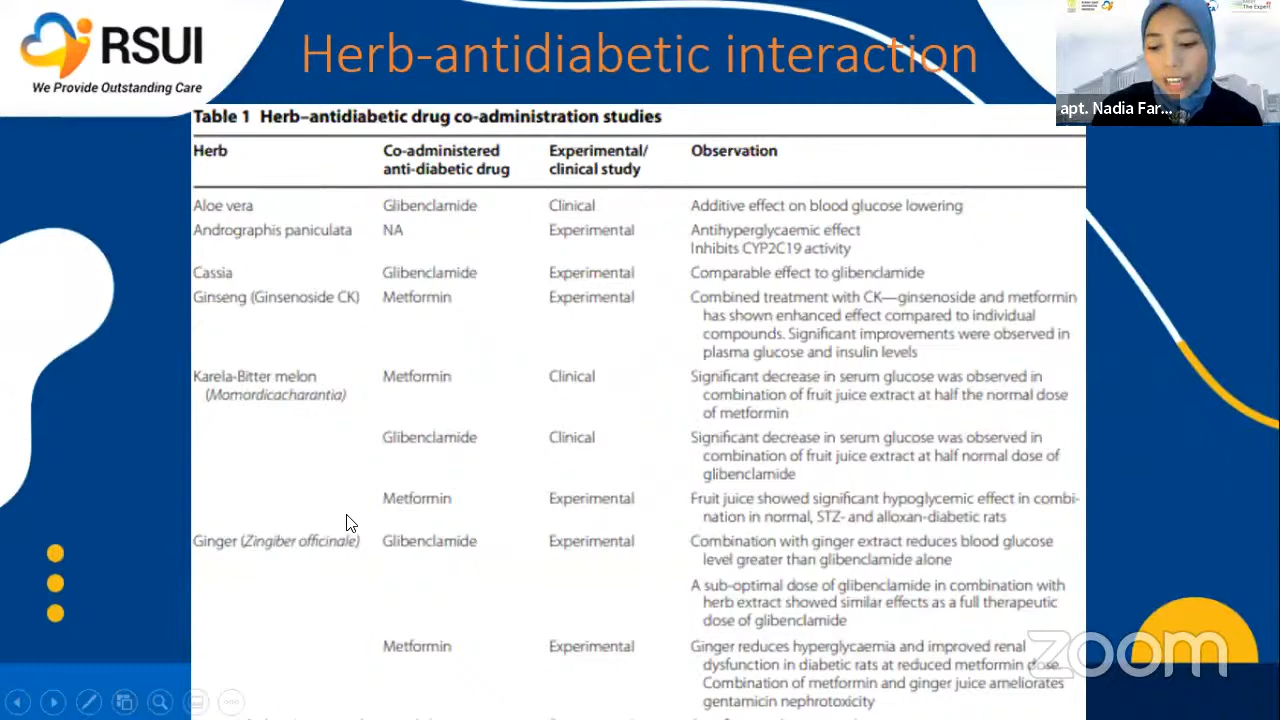 RSUI
We Provide Outstanding Care
Herb-antidiabetic interaction
apt. Nadia Far...
Table 1 Herb–antidiabetic drug co-administration studies
Herb
Co-administered
anti-diabetic drug
Experimental/
clinical study
Observation
Aloe vera
Glibenclamide
Clinical
Additive effect on blood glucose lowering
Andrographis paniculata
NA
Experimental
Antihyperglycaemic effect
Inhibits CYP2C19 activity
Cassia
Glibenclamide
Experimental
Comparable effect to glibenclamide
Ginseng (Ginsenoside CK)
Metformin
Experimental
Combined treatment with CK—ginsenoside and metformin
has shown enhanced effect compared to individual
compounds. Significant improvements were observed in
plasma glucose and insulin levels
Karela-Bitter melon
(Momordicacharantia)
Metformin
Clinical
Significant decrease in serum glucose was observed in
combination of fruit juice extract at half the normal dose
of metformin
Glibenclamide
Clinical
Significant decrease in serum glucose was observed in
combination of fruit juice extract at half normal dose of
glibenclamide
Metformin
Experimental
Fruit juice showed significant hypoglycemic effect in combi-
nation in normal, STZ- and alloxan-diabetic rats
Ginger (Zingiber officinale)
Glibenclamide
Experimental
Combination with ginger extract reduces blood glucose
level greater than glibenclamide alone
A sub-optimal dose of glibenclamide in combination with
herb extract showed similar effects as a full therapeutic
dose of glibenclamide
Metformin
Experimental
Ginger reduces hyperglycaemia and improved renal
dysfunction in diabetic rats at reduced metformin dose.
Combination of metformin and ginger juice ameliorates
gentamicin nephrotoxicity
zoom